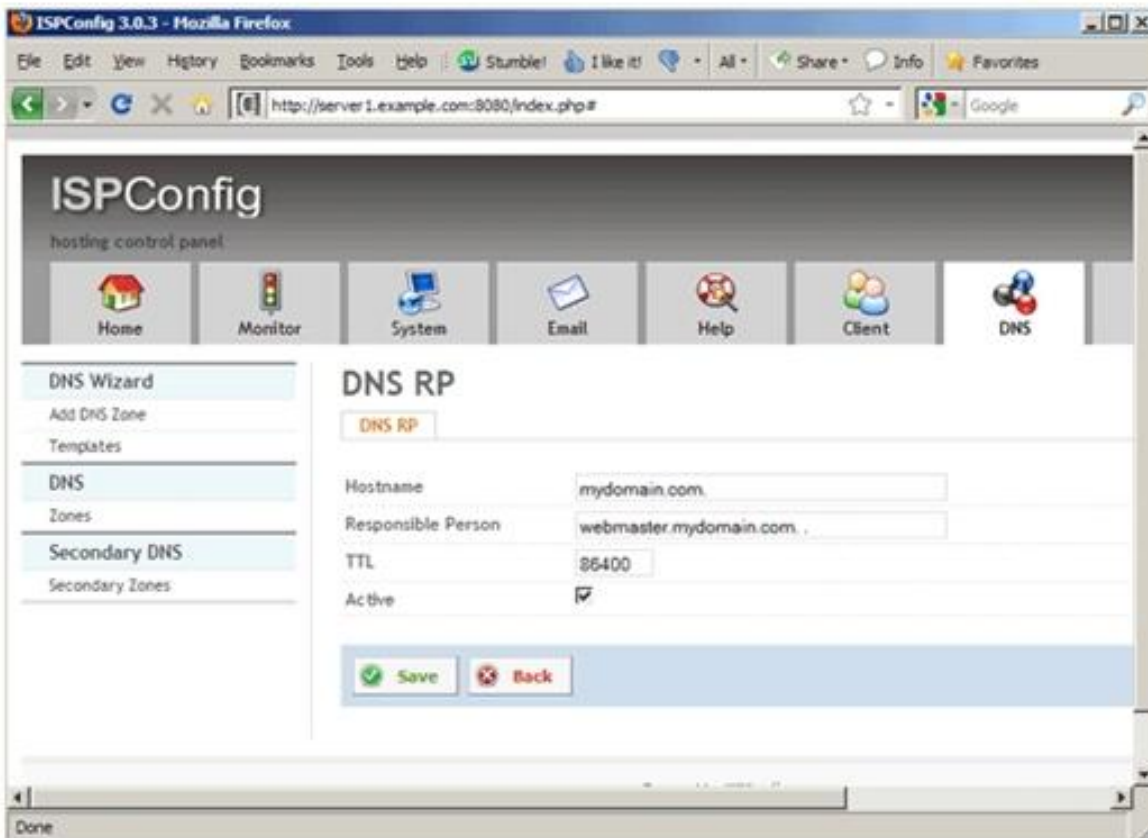 ISPConfig 3.0.3 - Mozilla Firefox
File Edit View History Bookmarks Tools Help Stumble! I like it! All Share Info Favorites
http://server1.example.com:8080/index.php# Google
ISPConfig
hosting control panel
Home Monitor System Email Help Client DNS
DNS Wizard
Add DNS Zone
Templates
DNS
Zones
Secondary DNS
Secondary Zones
DNS RP
DNS RP
Hostname mydomain.com.
Responsible Person webmaster.mydomain.com. .
TTL 86400
Active
Save Back
Done